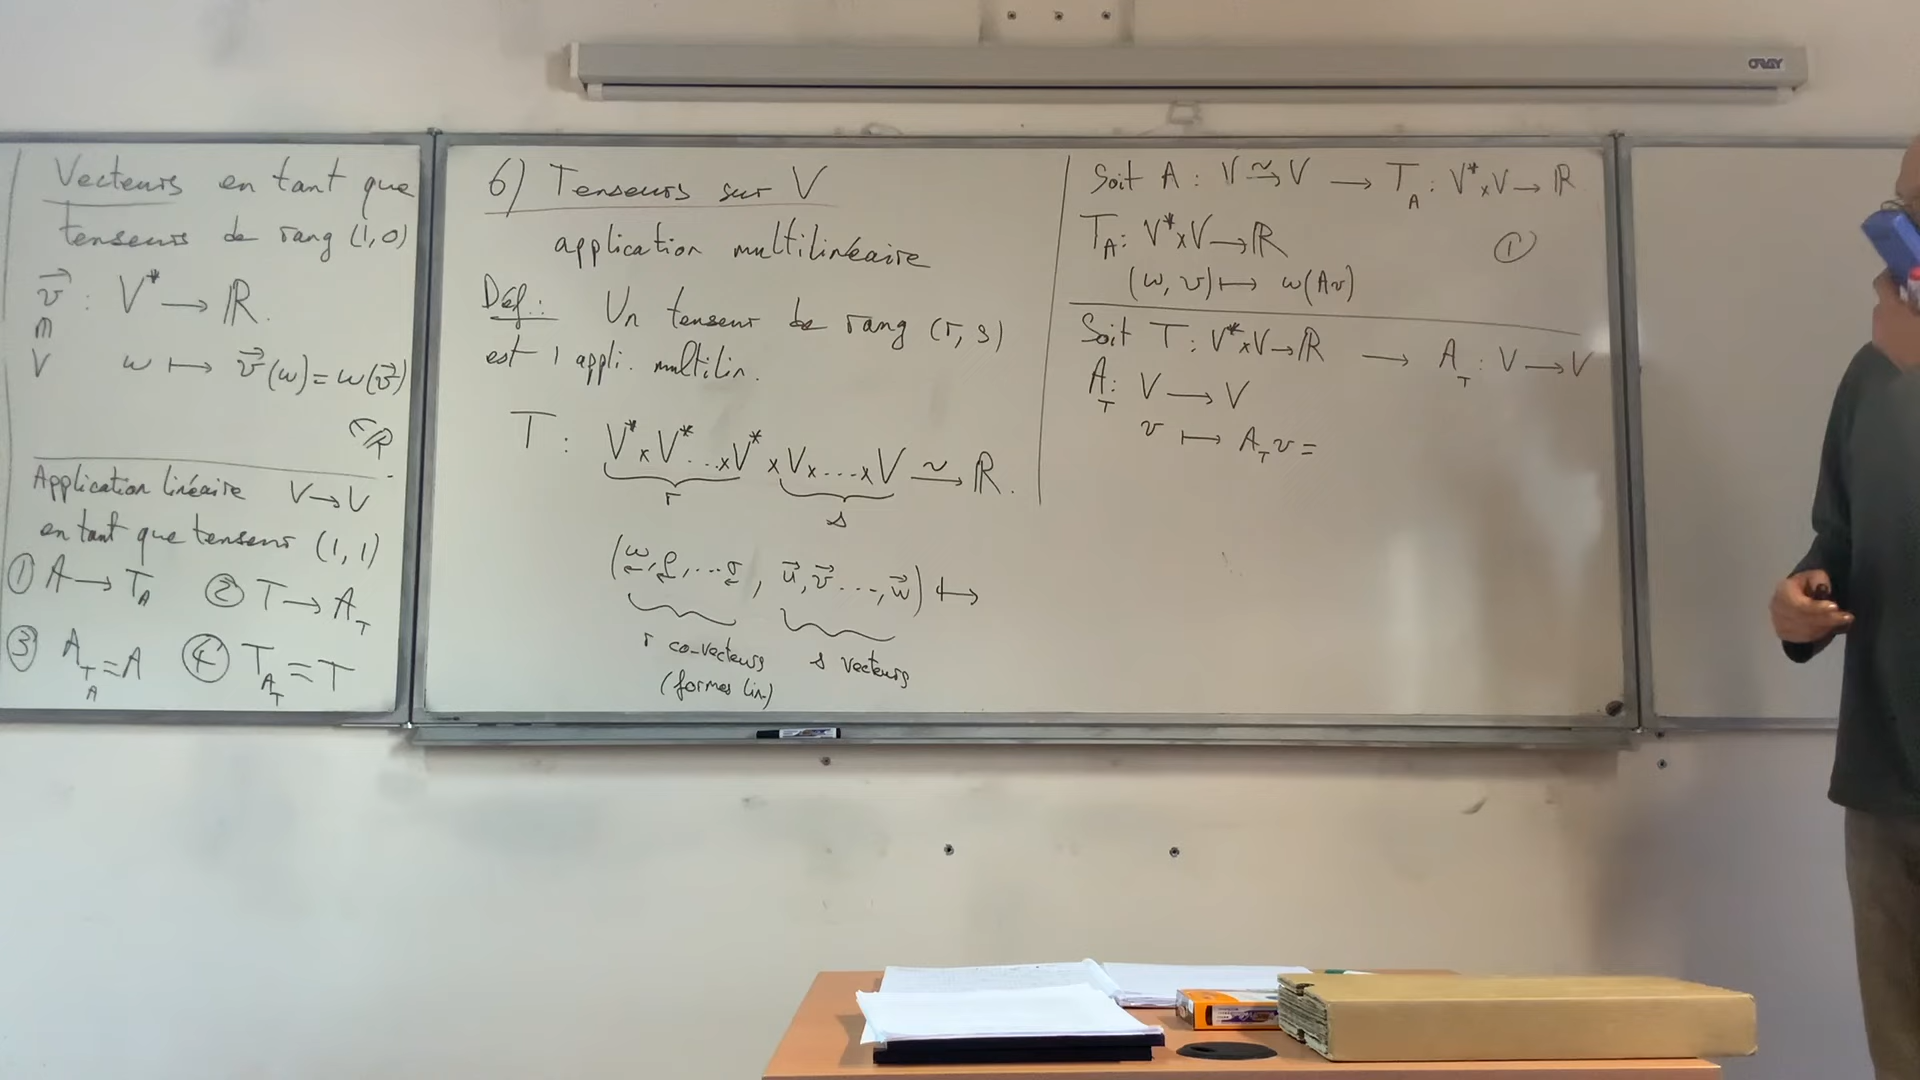 ORAY
Vecteurs en tant que
tenseurs de rang (1,0)
v⃗ : V* → ℝ.
∈
V ω ↦ v⃗(ω) = ω(v⃗)
∈ ℝ
Application linéaire V → V
en tant que tenseur (1,1)
① A → T_A ② T → A_T
③ A_{T_A} = A ④ T_{A_T} = T
6) Tenseurs sur V
application multilinéaire
Déf.: Un tenseur de rang (r, s)
est 1 appli. multilin.
T : V* x V* ... x V* x V x ... x V ~→ ℝ.
r s
(ω, ρ, ... σ, u⃗, v⃗ ..., w⃗) ↦
r co-vecteurs s vecteurs
(formes lin.)
Soit A : V ~→ V → T_A : V* x V → ℝ
T_A : V* x V → ℝ ①
(ω, v) ↦ ω(Av)
Soit T : V* x V → ℝ → A_T : V → V
A_T : V → V
v ↦ A_T v =